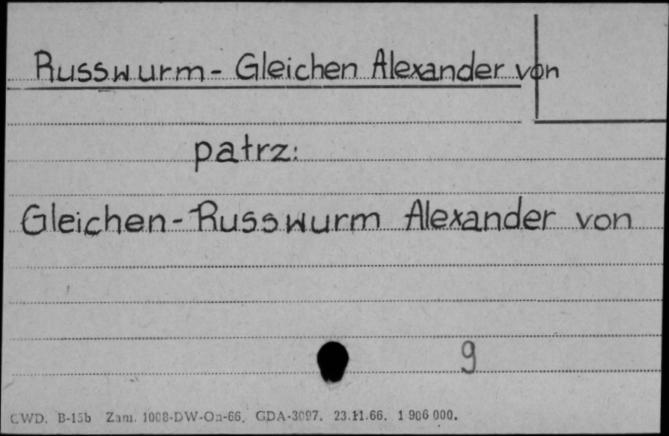 Russwurm-Gleichen Alexander von
patrz:
Gleichen-Russwurm Alexander von
9
CWD. B-15b Zam. 1008-DW-On-66. GDA-3097. 23.11.66. 1 906 000.